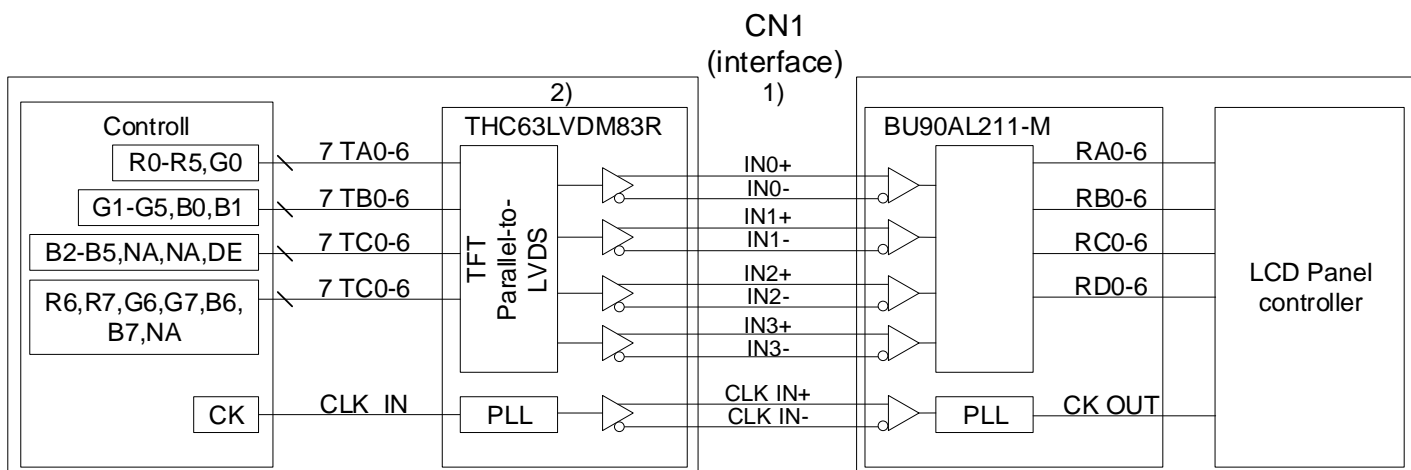 CN1
(interface)
1)
2)
Controll
THC63LVDM83R
BU90AL211-M
R0-R5,G0
7 TA0-6
G1-G5,B0,B1
7 TB0-6
B2-B5,NA,NA,DE
7 TC0-6
R6,R7,G6,G7,B6,
B7,NA
7 TC0-6
CK
CLK IN
TFT
Parallel-to-
LVDS
PLL
IN0+
IN0-
IN1+
IN1-
IN2+
IN2-
IN3+
IN3-
CLK IN+
CLK IN-
PLL
RA0-6
RB0-6
RC0-6
RD0-6
CK OUT
LCD Panel
controller